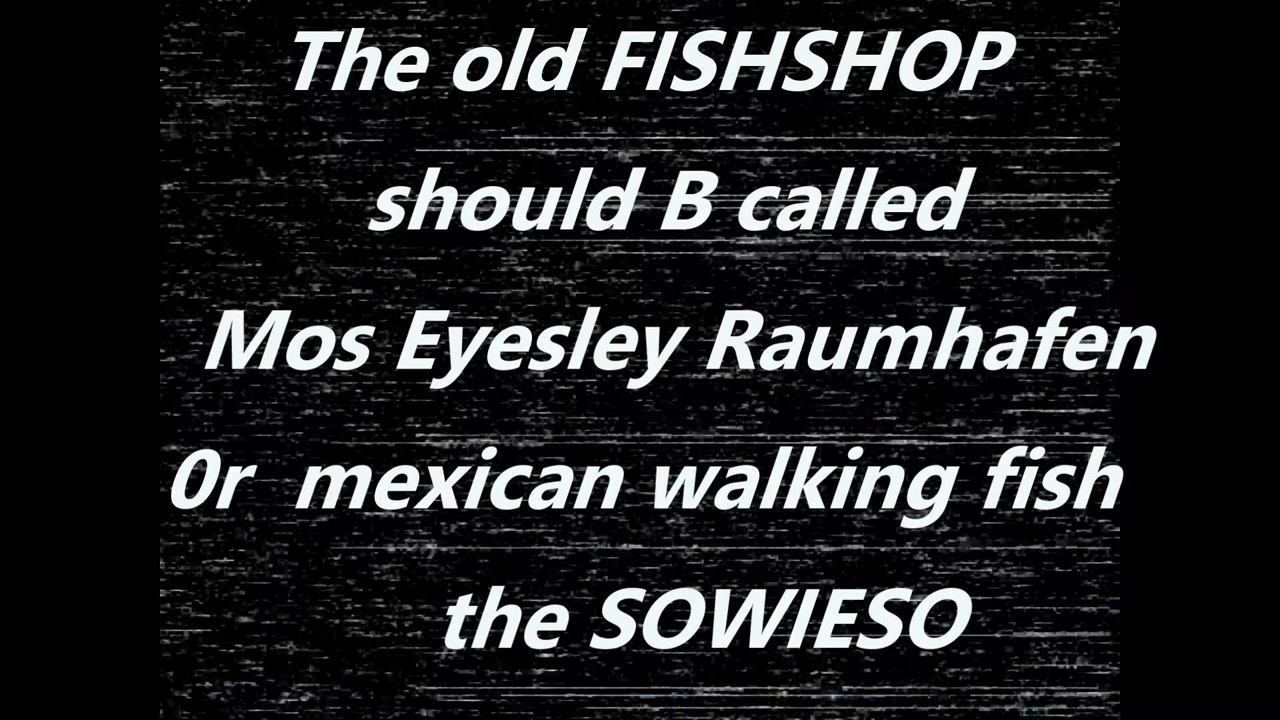 The old FISHSHOP
should B called
Mos Eyesley Raumhafen
0r mexican walking fish
the SOWIESO